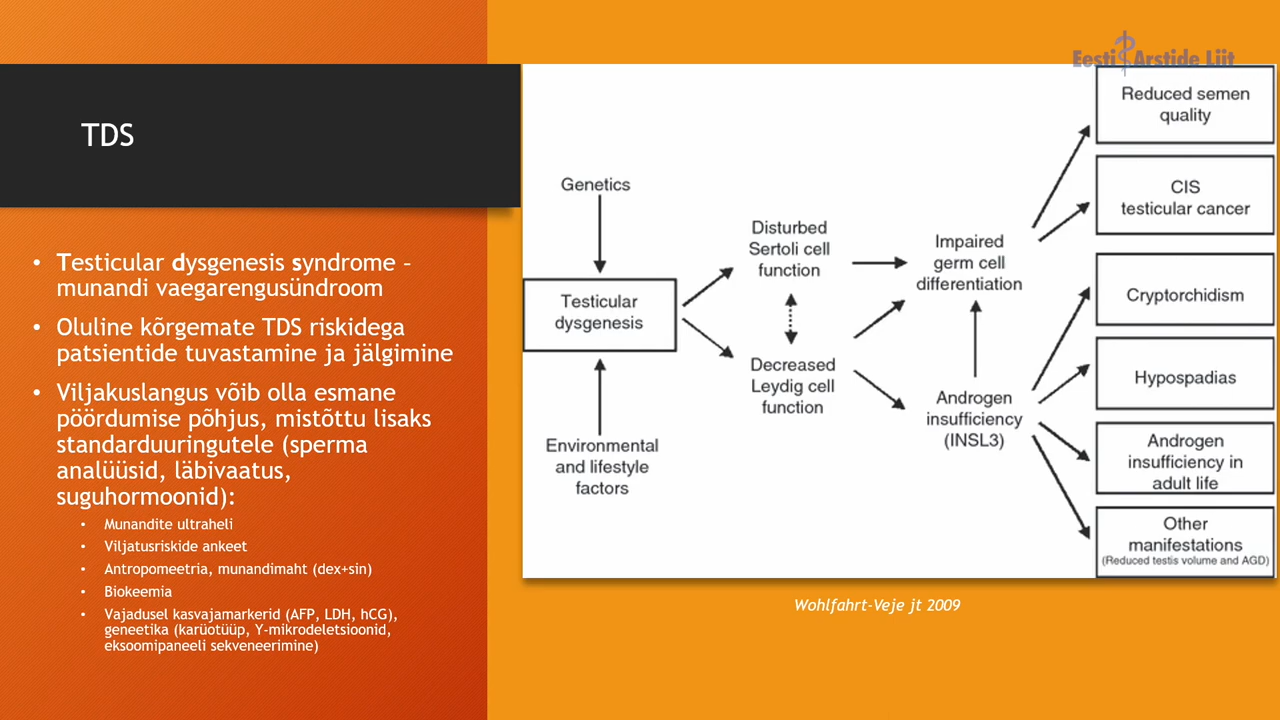 TDS
• Testicular dysgenesis syndrome –
munandi vaegarengusündroom
• Oluline kõrgemate TDS riskidega
patsientide tuvastamine ja jälgimine
• Viljakuslangus võib olla esmane
pöördumise põhjus, mistõttu lisaks
standarduuringutele (sperma
analüüsid, läbivaatus,
suguhormoonid):
• Munandite ultraheli
• Viljatusriskide ankeet
• Antropomeetria, munandimaht (dex+sin)
• Biokeemia
• Vajadusel kasvajamarkerid (AFP, LDH, hCG),
geneetika (karüotüüp, Y-mikrodeletsioonid,
eksoomipaneeli sekveneerimine)
Eesti Arstide Liit
Genetics
Testicular
dysgenesis
Environmental
and lifestyle
factors
Disturbed
Sertoli cell
function
Decreased
Leydig cell
function
Impaired
germ cell
differentiation
Androgen
insufficiency
(INSL3)
Reduced semen
quality
CIS
testicular cancer
Cryptorchidism
Hypospadias
Androgen
insufficiency in
adult life
Other
manifestations
(Reduced testis volume and AGD)
Wohlfahrt-Veje jt 2009